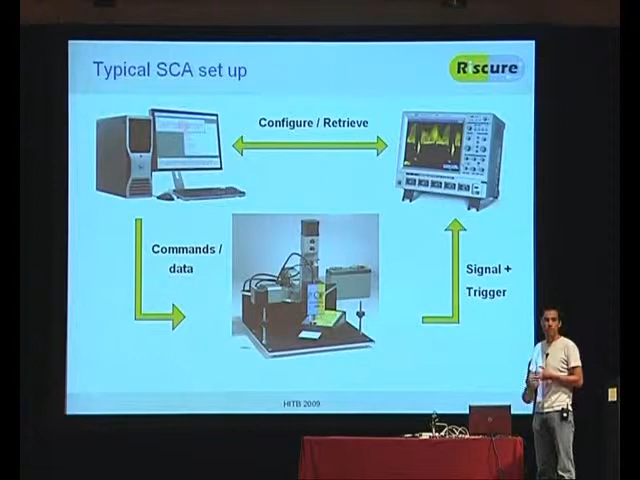 Typical SCA set up
Riscure
Configure / Retrieve
Commands /
data
Signal +
Trigger
HITB 2009